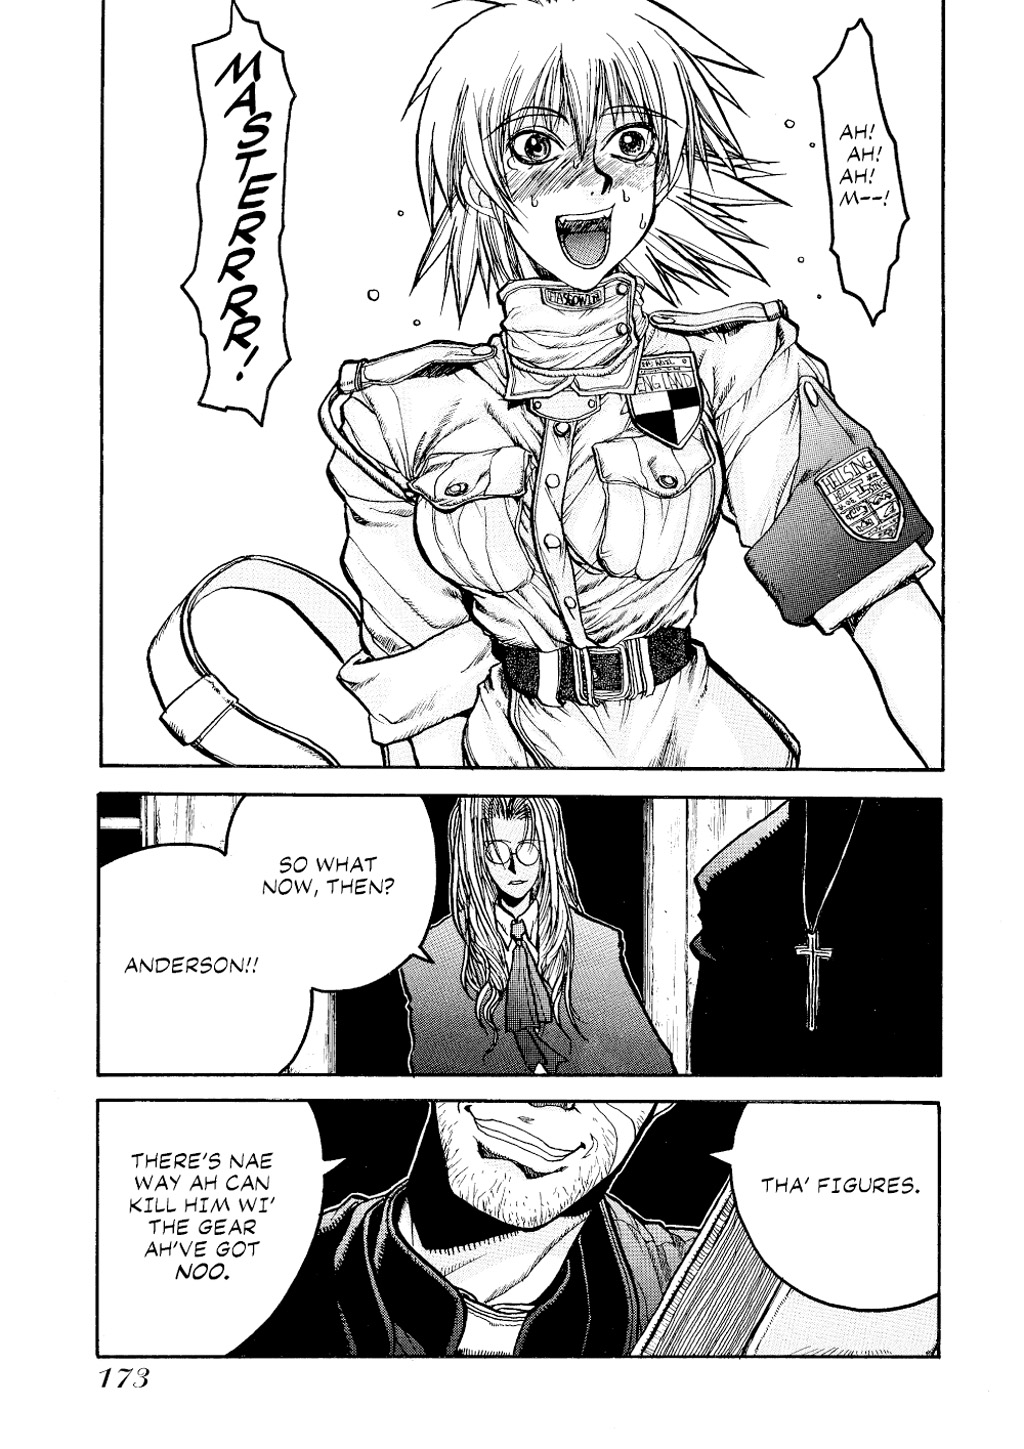 AH!
AH!
AH!
M--!
MASTERRRR!
HELLSING
ENGLAND
SO WHAT
NOW, THEN?
ANDERSON!!
THA' FIGURES.
THERE'S NAE
WAY AH CAN
KILL HIM WI'
THE GEAR
AH'VE GOT
NOO.
173